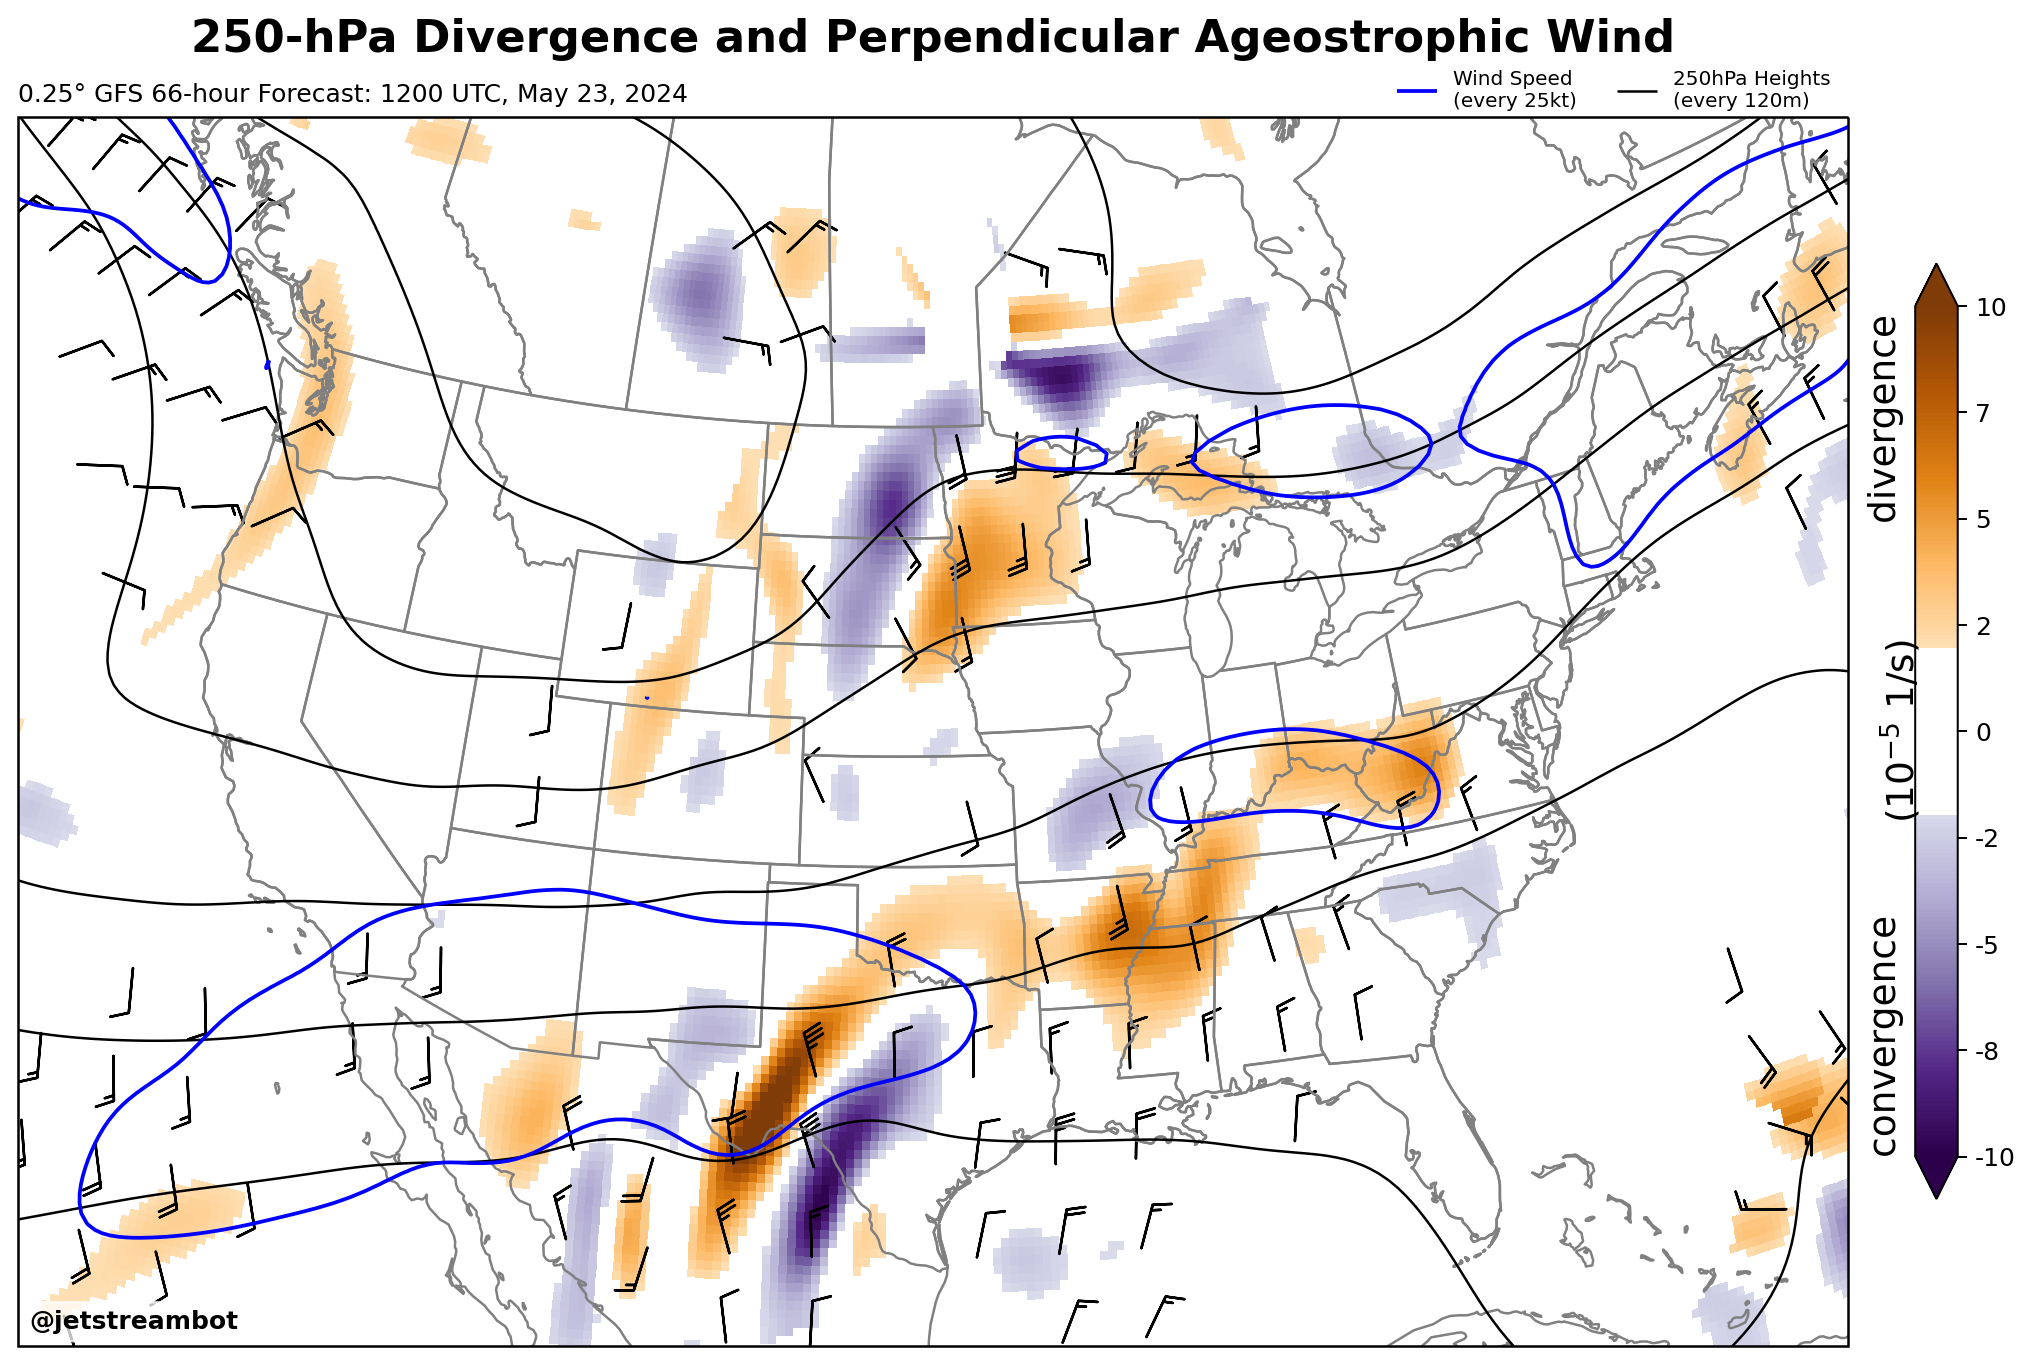 250-hPa Divergence and Perpendicular Ageostrophic Wind
0.25° GFS 66-hour Forecast: 1200 UTC, May 23, 2024
Wind Speed
(every 25kt)
250hPa Heights
(every 120m)
10
7
5
2
0
-2
-5
-8
-10
convergence (10⁻⁵ 1/s) divergence
@jetstreambot